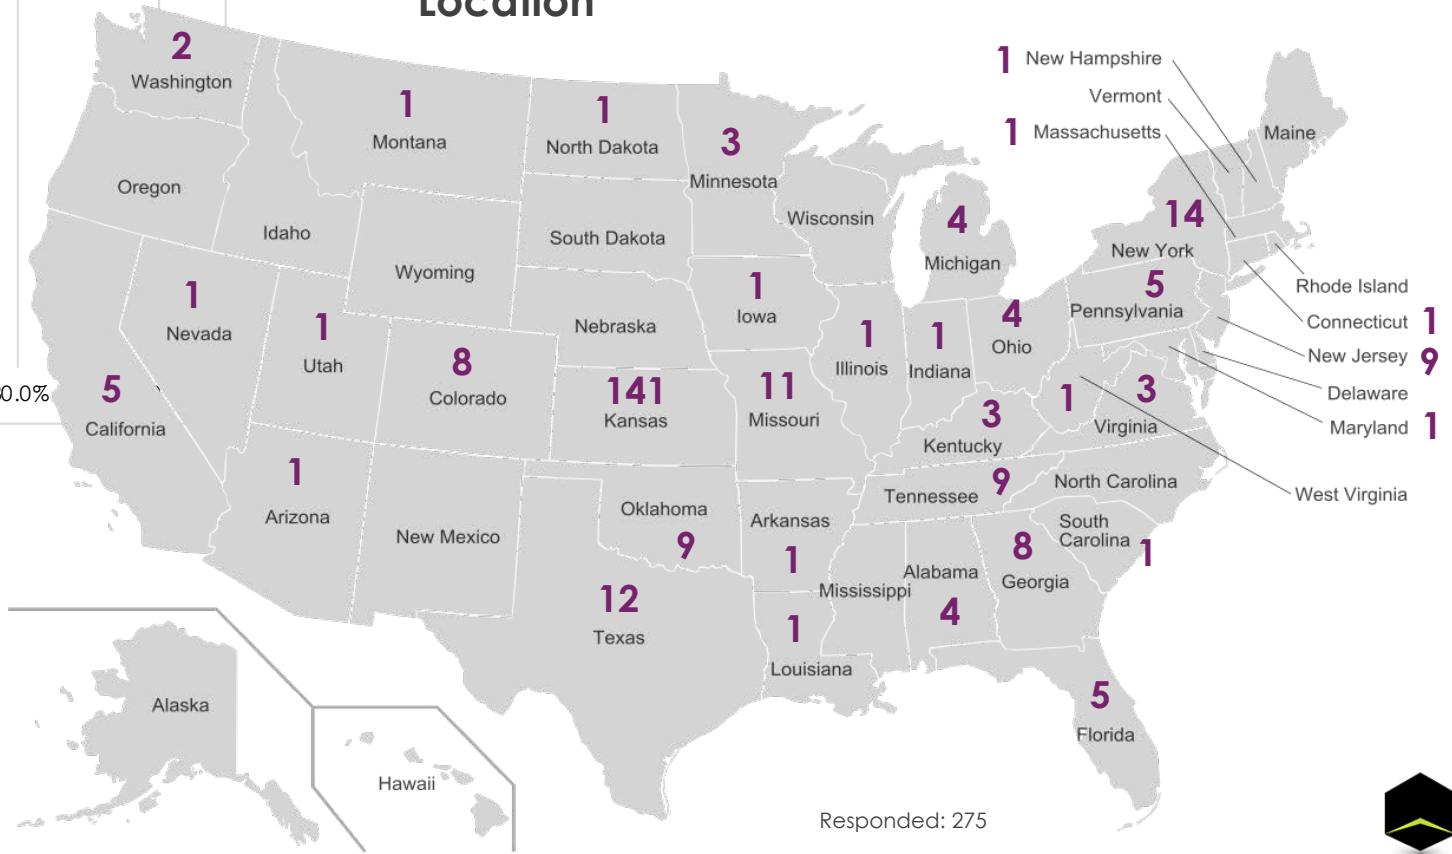 Location
2
Washington
1
Montana
1
North Dakota
3
Minnesota
1 New Hampshire
Vermont
1 Massachusetts
Maine
Oregon
Idaho
Wyoming
South Dakota
Wisconsin
4
Michigan
14
New York
1
Nevada
1
Utah
8
Colorado
Nebraska
1
Iowa
1
Illinois
1
Indiana
4
Ohio
5
Pennsylvania
Rhode Island
Connecticut 1
New Jersey 9
Delaware
Maryland 1
West Virginia
0.0%
5
California
141
Kansas
11
Missouri
3
Kentucky
1
3
Virginia
1
Arizona
New Mexico
Oklahoma
9
Arkansas
1
Tennessee 9
North Carolina
South
Carolina 1
8
Georgia
Alabama
4
Mississippi
12
Texas
1
Louisiana
5
Florida
Alaska
Hawaii
Responded: 275